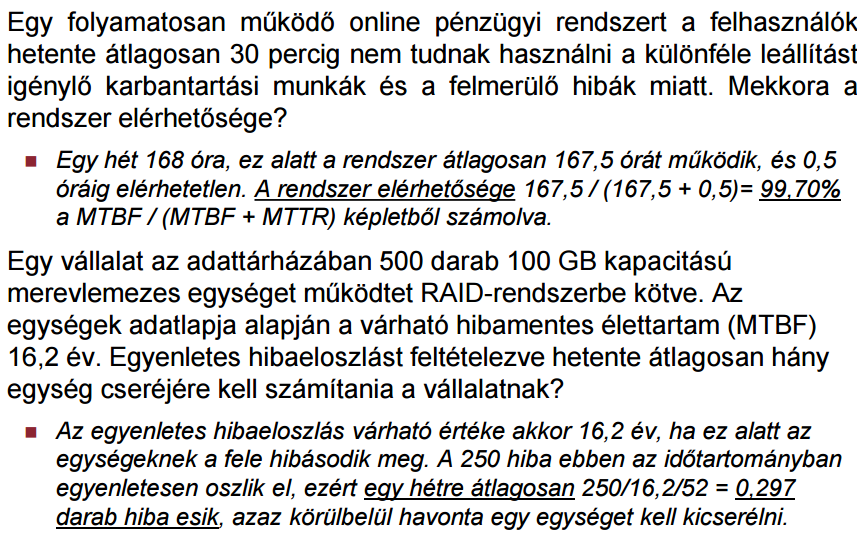 Egy folyamatosan működő online pénzügyi rendszert a felhasználók
hetente átlagosan 30 percig nem tudnak használni a különféle leállítást
igénylő karbantartási munkák és a felmerülő hibák miatt. Mekkora a
rendszer elérhetősége?
▪ Egy hét 168 óra, ez alatt a rendszer átlagosan 167,5 órát működik, és 0,5
óráig elérhetetlen. A rendszer elérhetősége 167,5 / (167,5 + 0,5)= 99,70%
a MTBF / (MTBF + MTTR) képletből számolva.
Egy vállalat az adattárházában 500 darab 100 GB kapacitású
merevlemezes egységet működtet RAID-rendszerbe kötve. Az
egységek adatlapja alapján a várható hibamentes élettartam (MTBF)
16,2 év. Egyenletes hibaeloszlást feltételezve hetente átlagosan hány
egység cseréjére kell számítania a vállalatnak?
▪ Az egyenletes hibaeloszlás várható értéke akkor 16,2 év, ha ez alatt az
egységeknek a fele hibásodik meg. A 250 hiba ebben az időtartományban
egyenletesen oszlik el, ezért egy hétre átlagosan 250/16,2/52 = 0,297
darab hiba esik, azaz körülbelül havonta egy egységet kell kicserélni.